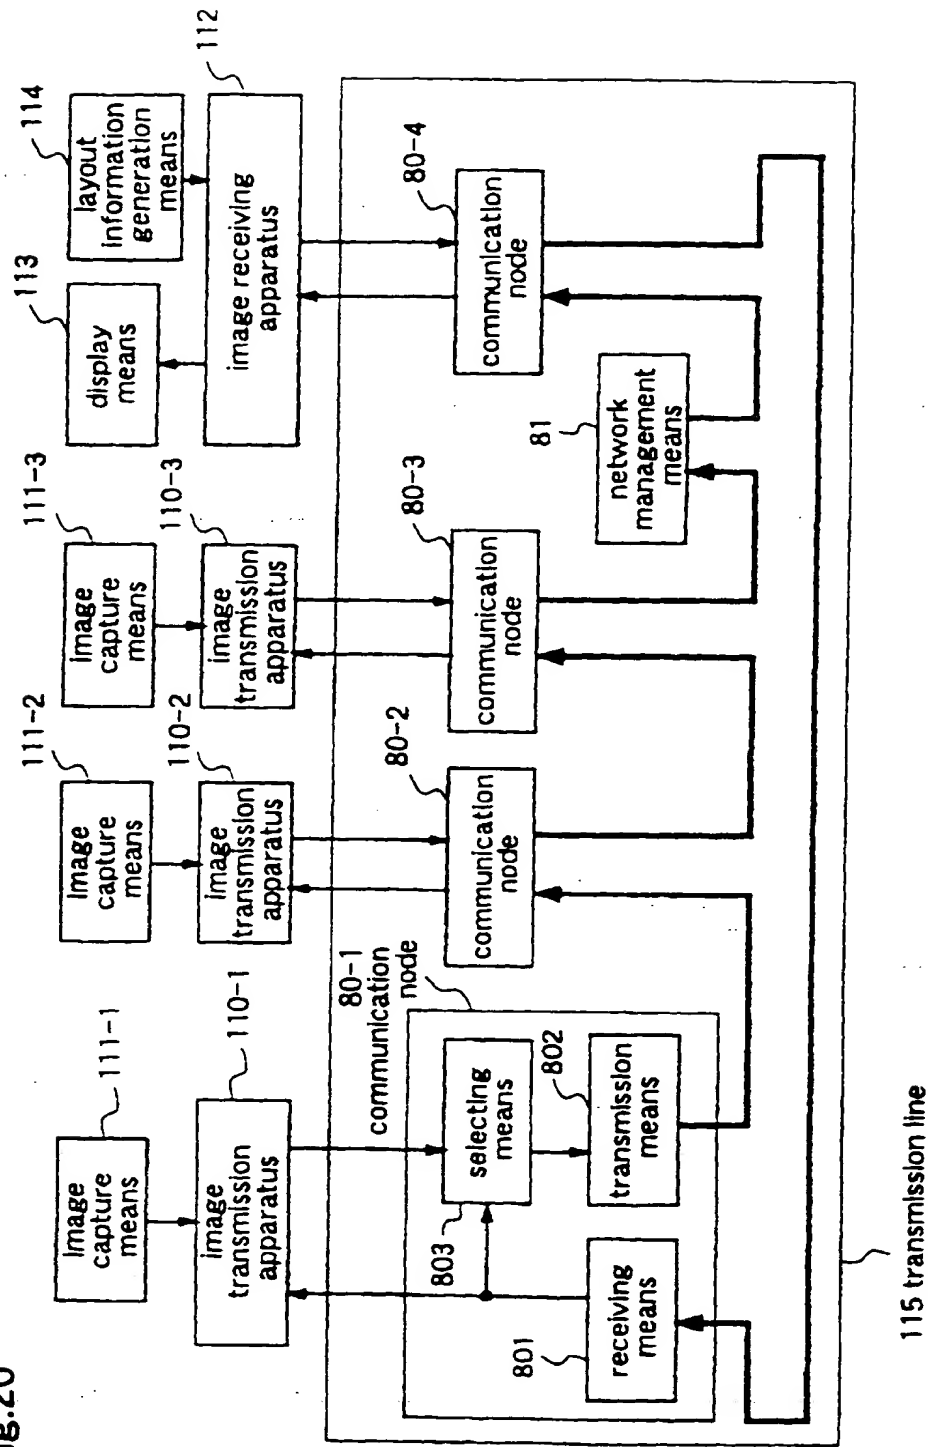 Image
capture
means
111-1
image
transmission
apparatus
110-1
80-1
communication
node
selecting
means
803
transmission
means
802
receiving
means
801
Image
capture
means
111-2
image
transmission
apparatus
110-2
communication
node
80-2
image
capture
means
111-3
image
transmission
apparatus
110-3
communication
node
80-3
network
management
means
81
display
means
113
layout
information
generation
means
114
image receiving
apparatus
112
communication
node
80-4
115 transmission line